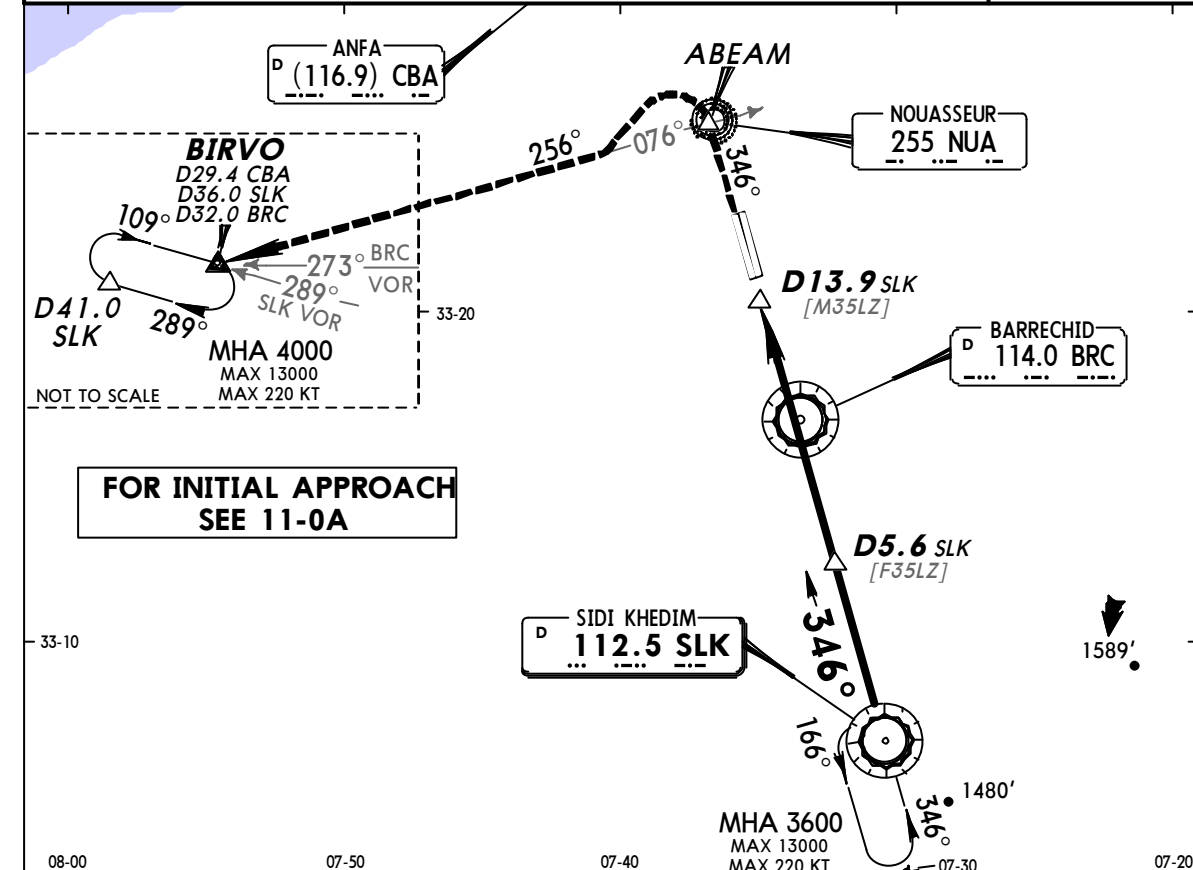 ANFA
D (116.9) CBA
ABEAM
NOUASSEUR
255 NUA
256°
076°
346°
BIRVO
D29.4 CBA
D36.0 SLK
D32.0 BRC
109°
273° BRC
VOR
289°
SLK VOR
D41.0
SLK
289°
MHA 4000
MAX 13000
MAX 220 KT
NOT TO SCALE
33-20
D13.9 SLK
[M35LZ]
BARRECHID
D 114.0 BRC
FOR INITIAL APPROACH
SEE 11-0A
D5.6 SLK
[F35LZ]
33-10
SIDI KHEDIM
D 112.5 SLK
346°
1589'
166°
346°
1480'
MHA 3600
MAX 13000
MAX 220 KT
08-00
07-50
07-40
07-30
07-20